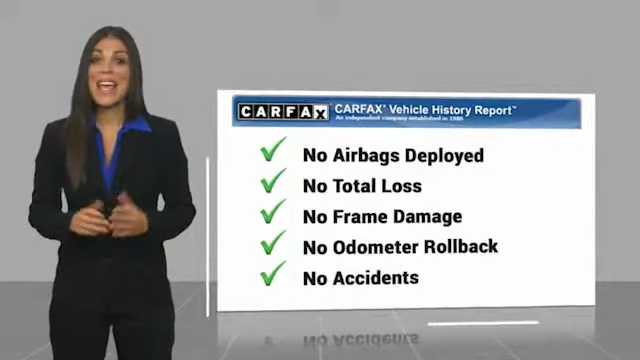 CARFAX CARFAX® Vehicle History Report™
An independent company established in 1986
No Airbags Deployed
No Total Loss
No Frame Damage
No Odometer Rollback
No Accidents